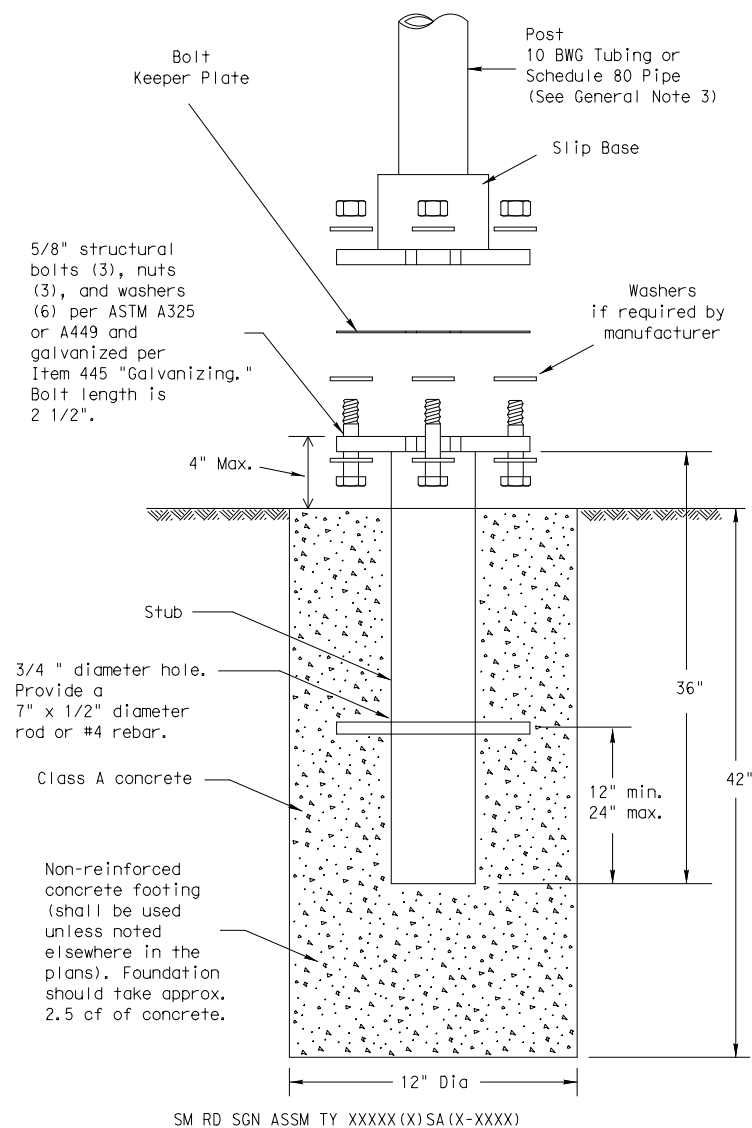 Post
10 BWG Tubing or
Schedule 80 Pipe
(See General Note 3)
Bolt
Keeper Plate
Slip Base
5/8" structural
bolts (3), nuts
(3), and washers
(6) per ASTM A325
or A449 and
galvanized per
Item 445 "Galvanizing."
Bolt length is
2 1/2".
Washers
if required by
manufacturer
4" Max.
Stub
3/4 " diameter hole.
Provide a
7" x 1/2" diameter
rod or #4 rebar.
36"
Class A concrete
12" min.
24" max.
42"
Non-reinforced
concrete footing
(shall be used
unless noted
elsewhere in the
plans). Foundation
should take approx.
2.5 cf of concrete.
12" Dia
SM RD SGN ASSM TY XXXXX(X)SA(X-XXXX)